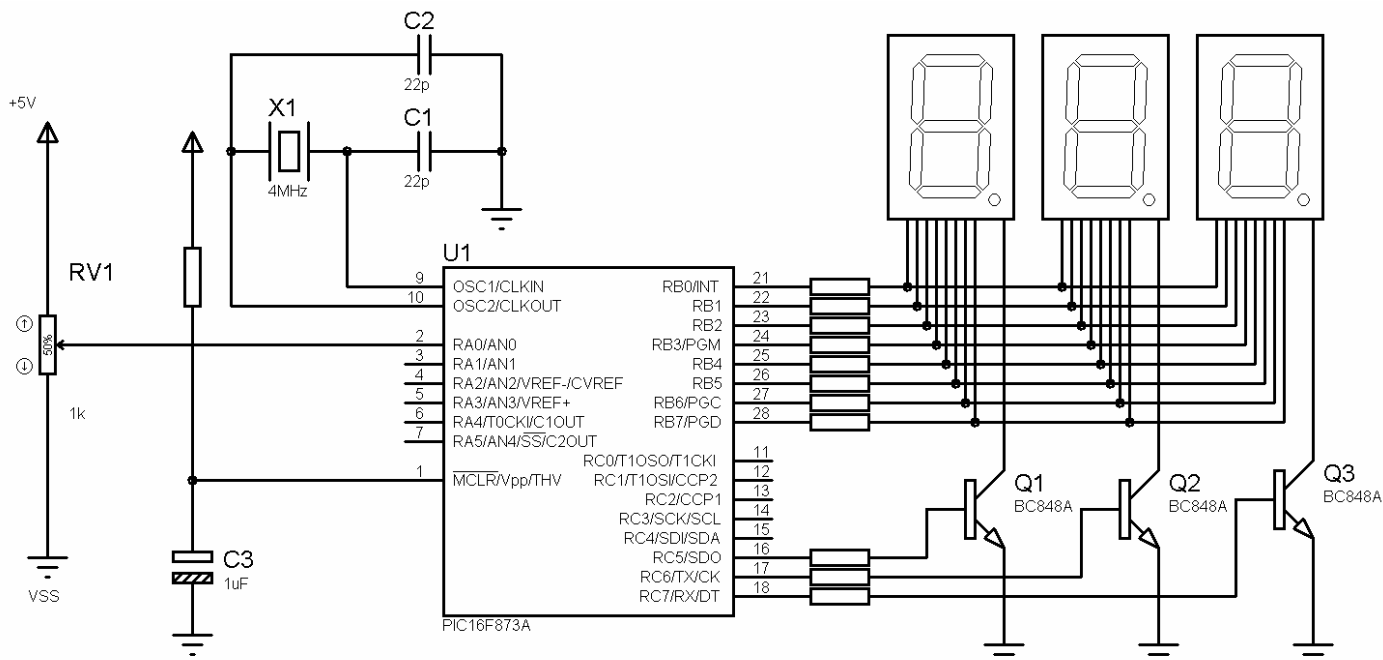 C2
22p
+5V
X1
4MHz
C1
22p
RV1
50%
1k
VSS
C3
1uF
U1
9 OSC1/CLKIN
10 OSC2/CLKOUT
2 RA0/AN0
3 RA1/AN1
4 RA2/AN2/VREF-/CVREF
5 RA3/AN3/VREF+
6 RA4/T0CKI/C1OUT
7 RA5/AN4/SS/C2OUT
1 MCLR/Vpp/THV
RB0/INT 21
RB1 22
RB2 23
RB3/PGM 24
RB4 25
RB5 26
RB6/PGC 27
RB7/PGD 28
RC0/T1OSO/T1CKI 11
RC1/T1OSI/CCP2 12
RC2/CCP1 13
RC3/SCK/SCL 14
RC4/SDI/SDA 15
RC5/SDO 16
RC6/TX/CK 17
RC7/RX/DT 18
PIC16F873A
Q1
BC848A
Q2
BC848A
Q3
BC848A